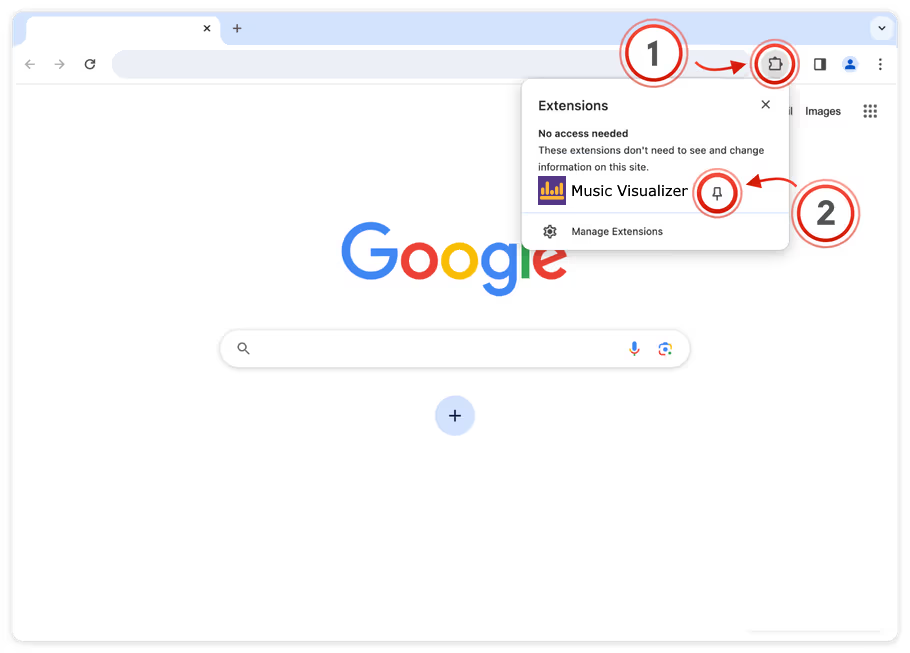 1
Extensions
Images
No access needed
These extensions don't need to see and change
information on this site.
Music Visualizer
2
Manage Extensions
Google